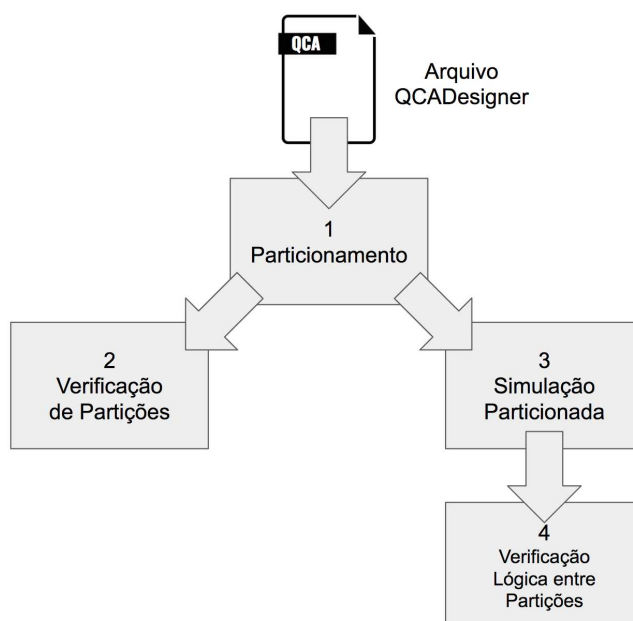 QCA
Arquivo
QCADesigner
1
Particionamento
2
Verificação
de Partições
3
Simulação
Particionada
4
Verificação
Lógica entre
Partições